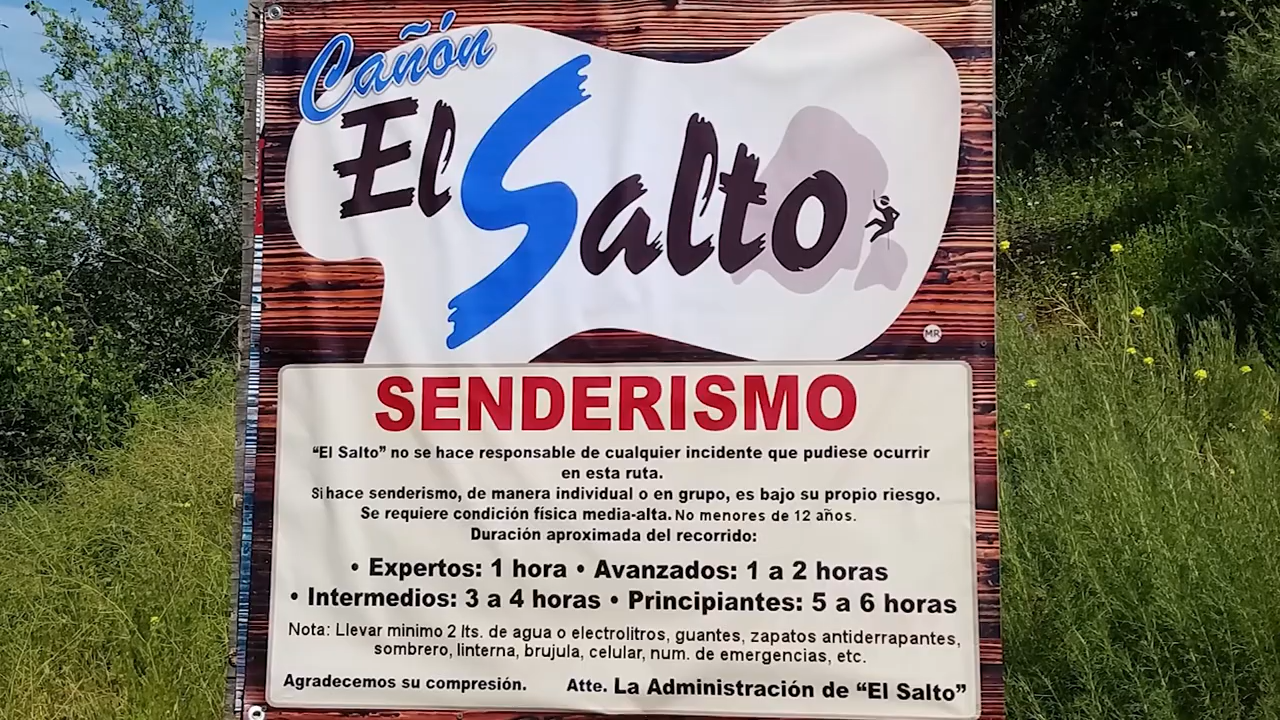 Cañón
El Salto
MR
SENDERISMO
“El Salto” no se hace responsable de cualquier incidente que pudiese ocurrir
en esta ruta.
Si hace senderismo, de manera individual o en grupo, es bajo su propio riesgo.
Se requiere condición física media-alta. No menores de 12 años.
Duración aproximada del recorrido:
• Expertos: 1 hora • Avanzados: 1 a 2 horas
• Intermedios: 3 a 4 horas • Principiantes: 5 a 6 horas
Nota: Llevar minimo 2 lts. de agua o electrolitros, guantes, zapatos antiderrapantes,
sombrero, linterna, brujula, celular, num. de emergencias, etc.
Agradecemos su compresión. Atte. La Administración de “El Salto”